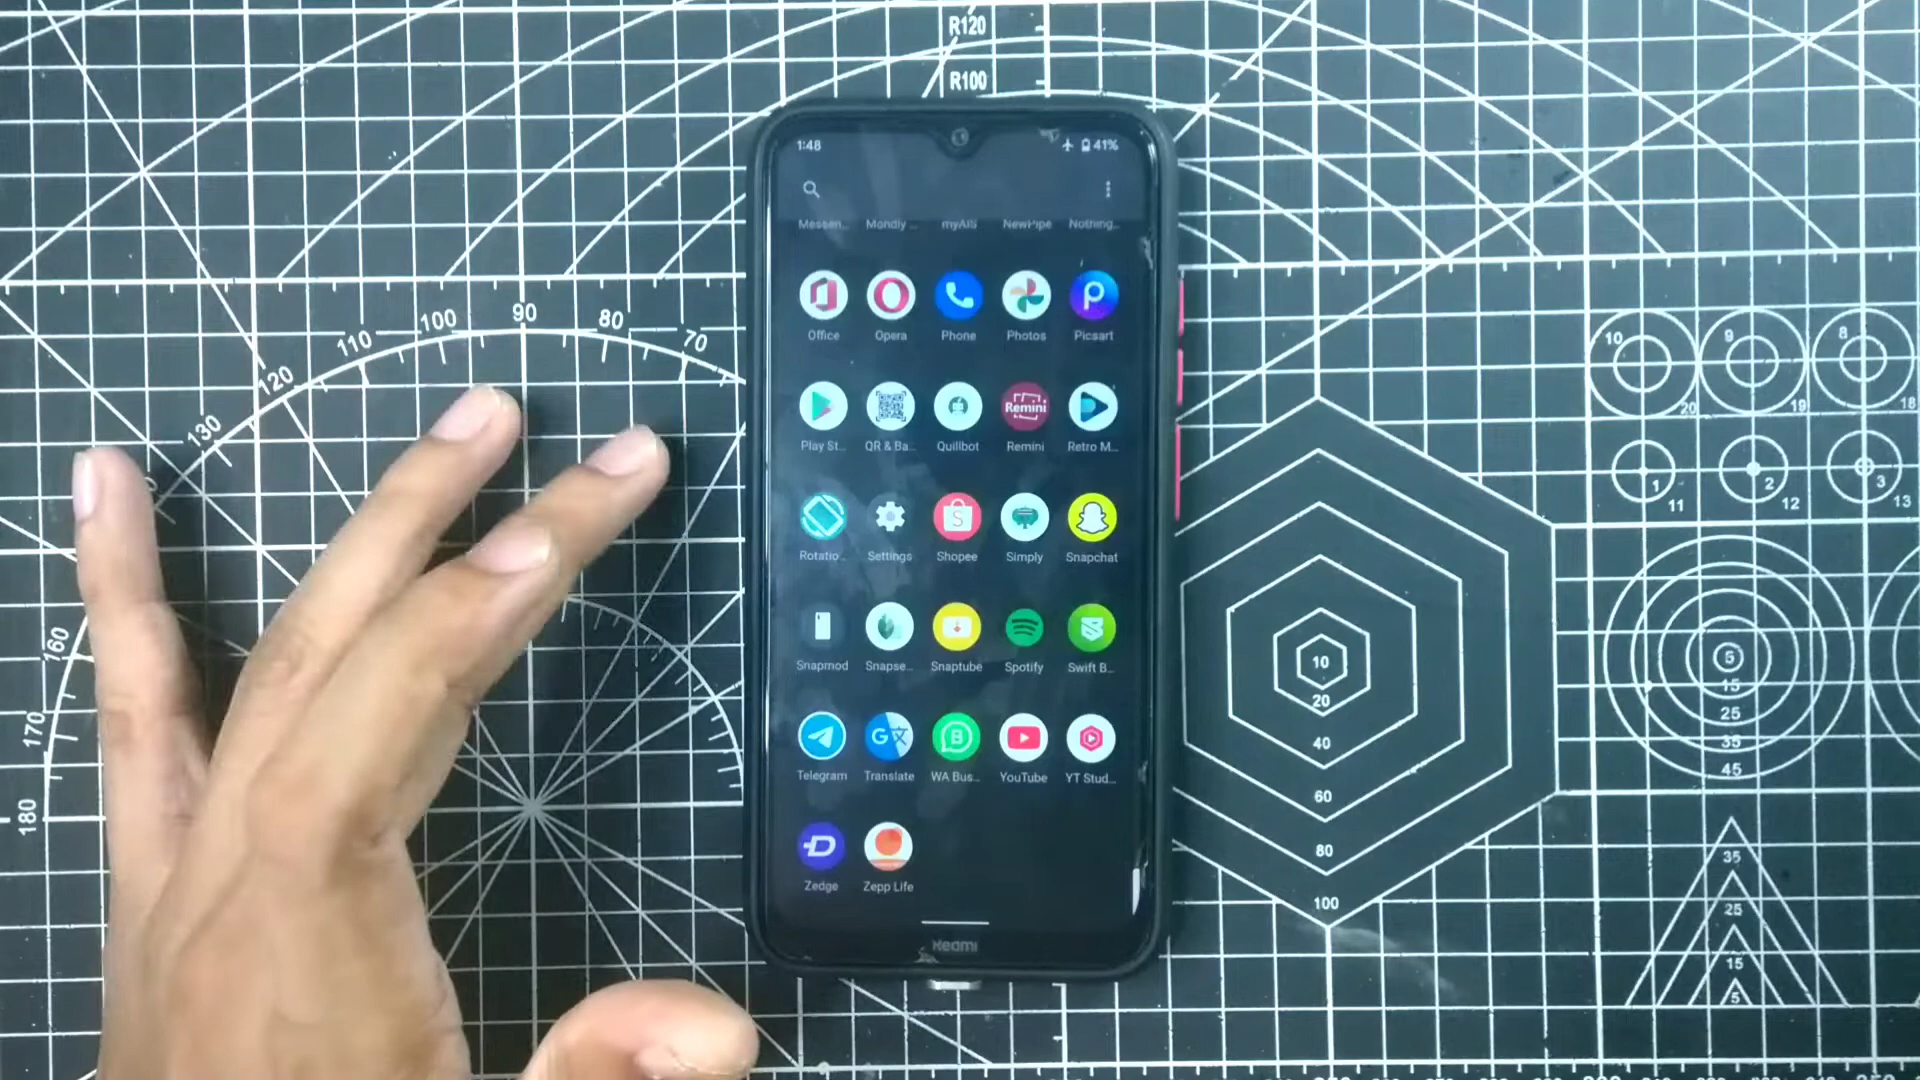 R120
R100
1:48
41%
Messen... Mondly ... myAIS NewPipe Nothing...
Office Opera Phone Photos Picsart
Remini
Play St... QR & Ba... Quillbot Remini Retro M...
Rotatio... Settings Shopee Simply Snapchat
Snapmod Snapse... Snaptube Spotify Swift B...
Telegram Translate WA Bus... YouTube YT Stud...
Zedge Zepp Life
Redmi
180 170 160 130 120 110 100 90 80 70
10 9 8
20 19 18
1 2 3
11 12 13
10
20
40
60
80
100
5
15
25
35
45
35
25
15
5